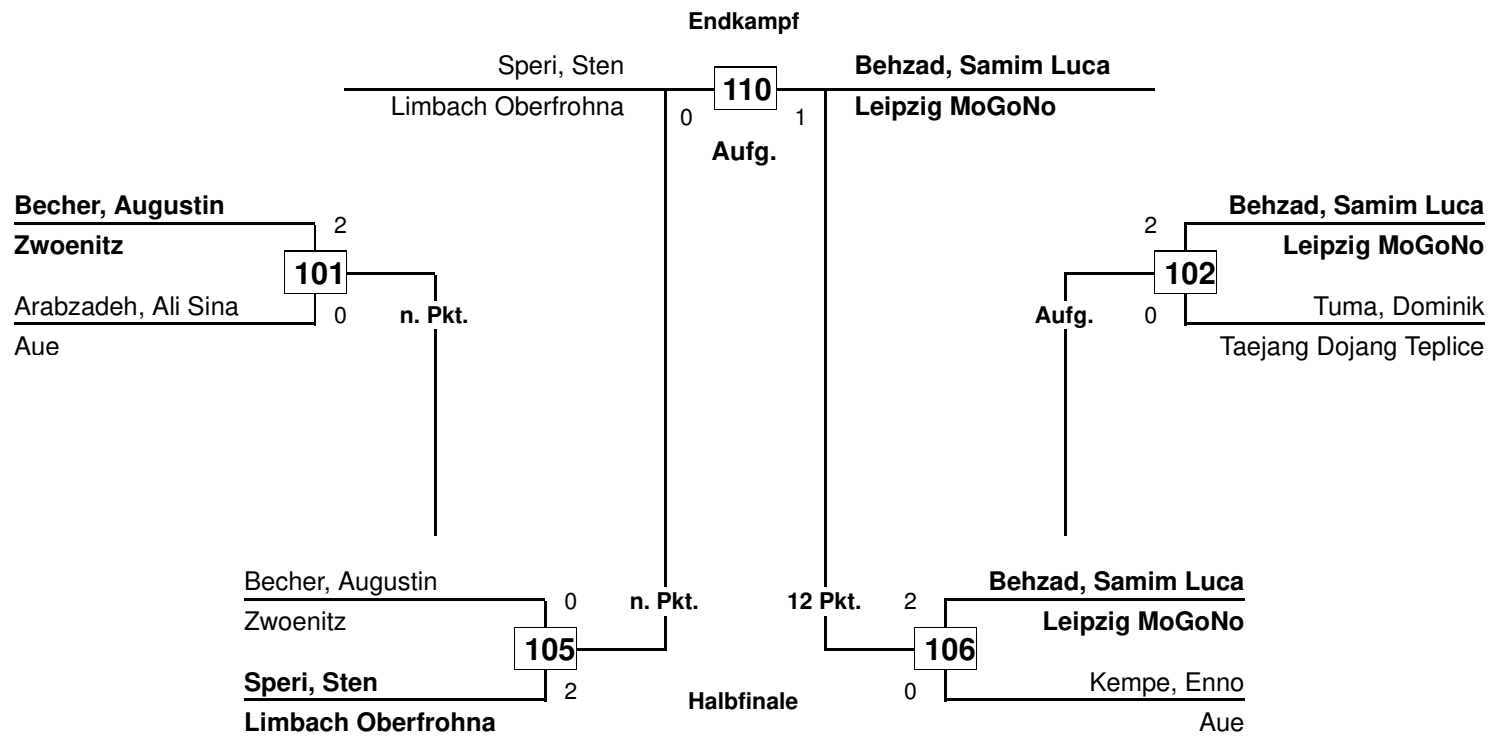 Endkampf
Speri, Sten
Limbach Oberfrohna
0
110
1
Aufg.
Behzad, Samim Luca
Leipzig MoGoNo
Becher, Augustin
Zwoenitz
2
101
Arabzadeh, Ali Sina
Aue
0
n. Pkt.
Behzad, Samim Luca
Leipzig MoGoNo
2
102
Aufg.
0
Tuma, Dominik
Taejang Dojang Teplice
Becher, Augustin
Zwoenitz
0
n. Pkt.
105
Speri, Sten
Limbach Oberfrohna
2
Halbfinale
12 Pkt.
2
Behzad, Samim Luca
Leipzig MoGoNo
106
0
Kempe, Enno
Aue